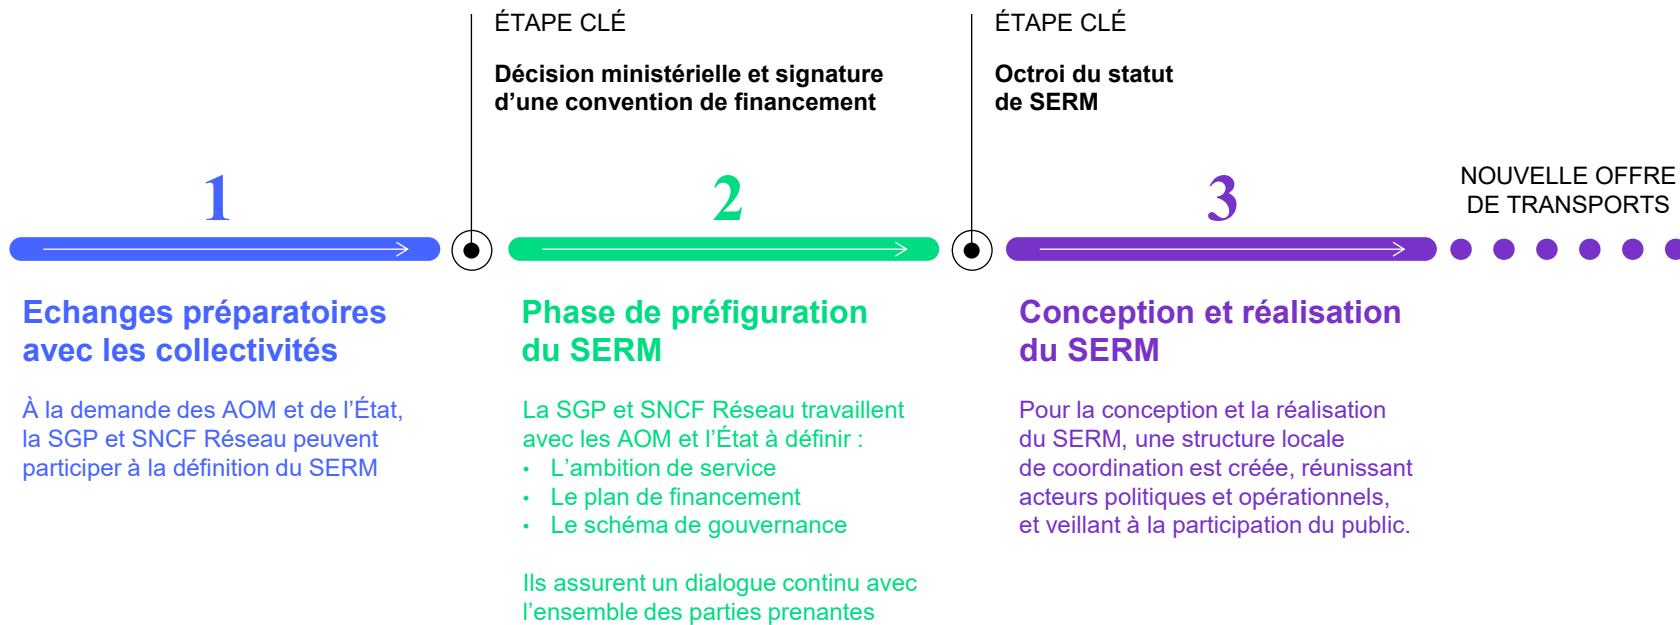 ÉTAPE CLÉ
Décision ministérielle et signature
d’une convention de financement
ÉTAPE CLÉ
Octroi du statut
de SERM
1
2
3
NOUVELLE OFFRE
DE TRANSPORTS
Echanges préparatoires
avec les collectivités
À la demande des AOM et de l’État,
la SGP et SNCF Réseau peuvent
participer à la définition du SERM
Phase de préfiguration
du SERM
La SGP et SNCF Réseau travaillent
avec les AOM et l’État à définir :
• L’ambition de service
• Le plan de financement
• Le schéma de gouvernance
Ils assurent un dialogue continu avec
l’ensemble des parties prenantes
Conception et réalisation
du SERM
Pour la conception et la réalisation
du SERM, une structure locale
de coordination est créée, réunissant
acteurs politiques et opérationnels,
et veillant à la participation du public.